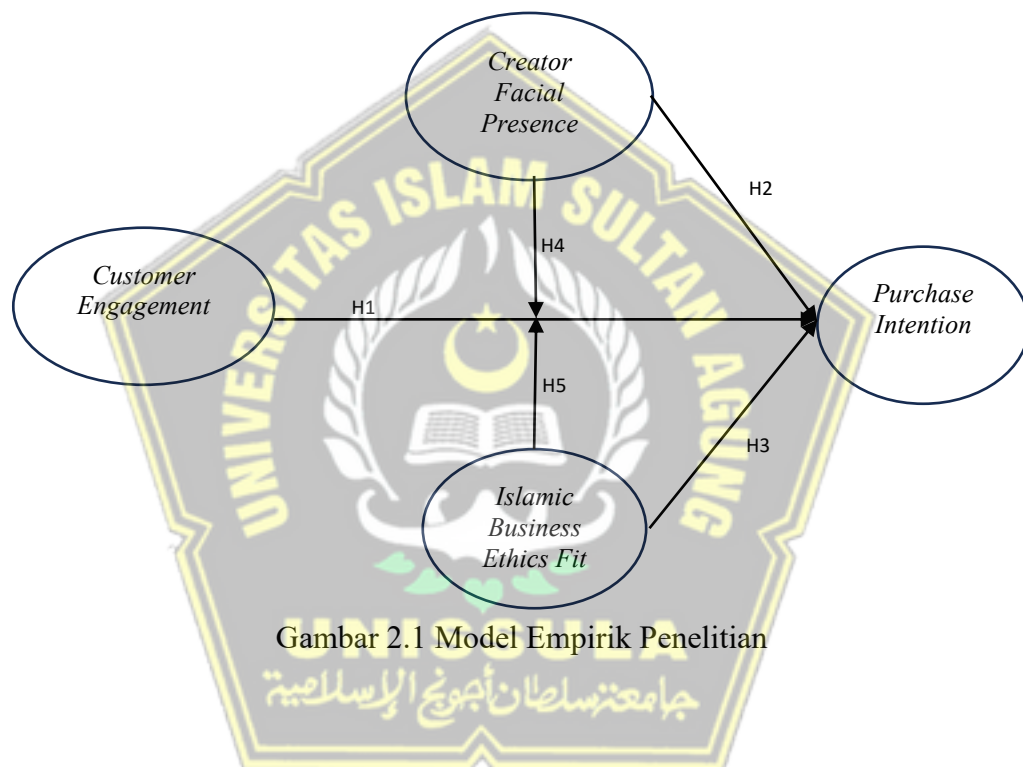 Creator
Facial
Presence
H2
UNIVERSITAS ISLAM SULTAN AGUNG
H4
Customer
Engagement
H1
Purchase
Intention
H5
H3
Islamic
Business
Ethics Fit
Gambar 2.1 Model Empirik Penelitian
UNISSULA
جامعة سلطان أجونج الإسلامية